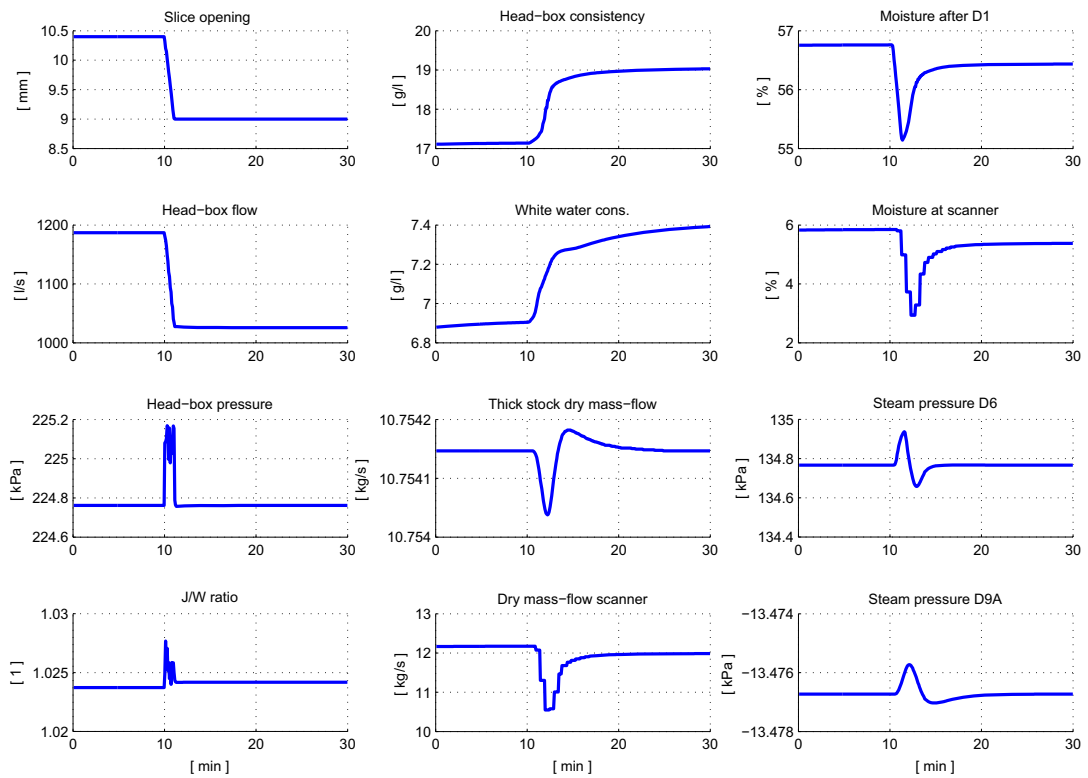 Slice opening
10.5
10
9.5
9
8.5
[ mm ]
0 10 20 30
Head−box consistency
20
19
18
17
[ g/l ]
0 10 20 30
Moisture after D1
57
56
55
[ % ]
0 10 20 30
Head−box flow
1200
1100
1000
[ l/s ]
0 10 20 30
White water cons.
7.4
7.2
7
6.8
[ g/l ]
0 10 20 30
Moisture at scanner
6
4
2
[ % ]
0 10 20 30
Head−box pressure
225.2
225
224.8
224.6
[ kPa ]
0 10 20 30
Thick stock dry mass−flow
10.7542
10.7541
10.754
[ kg/s ]
0 10 20 30
Steam pressure D6
135
134.8
134.6
134.4
[ kPa ]
0 10 20 30
J/W ratio
1.03
1.025
1.02
[ 1 ]
0 10 20 30
[ min ]
Dry mass−flow scanner
13
12
11
10
[ kg/s ]
0 10 20 30
[ min ]
Steam pressure D9A
−13.474
−13.476
−13.478
[ kPa ]
0 10 20 30
[ min ]